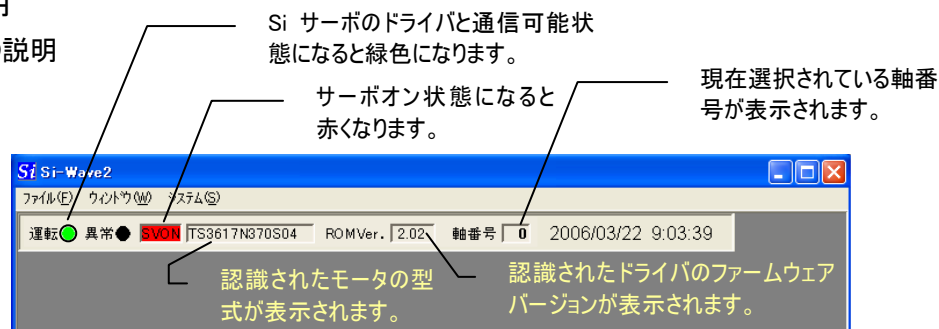 説明
Si サーボのドライバと通信可能状
態になると緑色になります。
サーボオン状態になると
赤くなります。
現在選択されている軸番
号が表示されます。
Si Si-Wave2
ファイル(F) ウィンドウ(W) システム(S)
運転 異常 SVON TS3617N370S04 ROMVer. 2.02 軸番号 0 2006/03/22 9:03:39
認識されたモータの型
式が表示されます。
認識されたドライバのファームウェア
バージョンが表示されます。